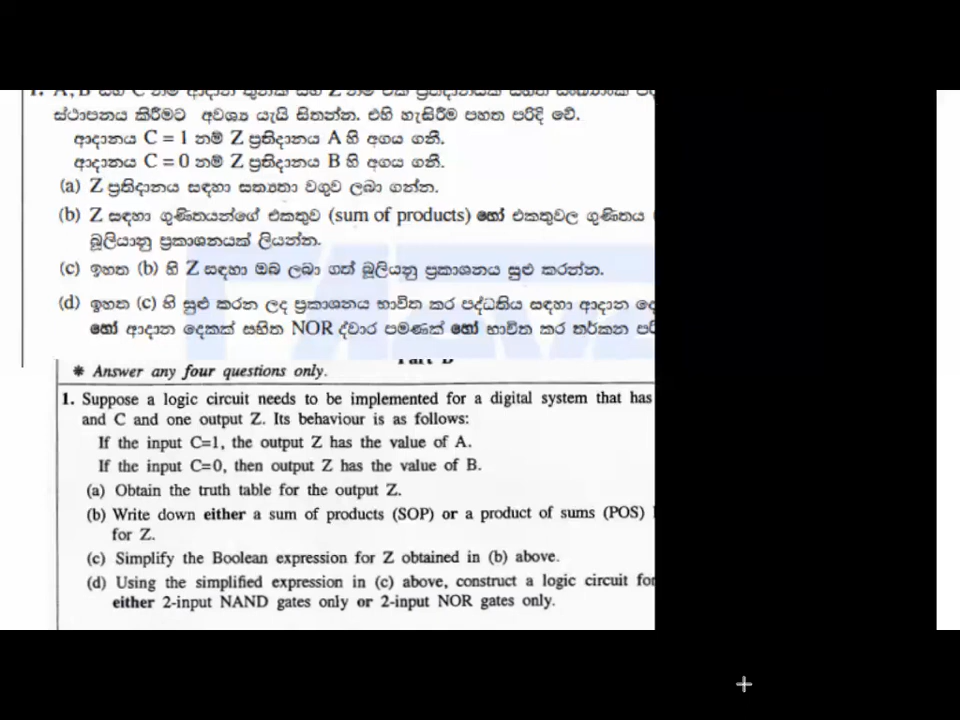 ස්ථාපනය කිරීමට අවශ්‍ය යැයි සිතන්න. එහි හැසිරීම පහත පරිදි වේ.
ආදානය C = 1 නම් Z ප්‍රතිදානය A හි අගය ගනී.
ආදානය C = 0 නම් Z ප්‍රතිදානය B හි අගය ගනී.
(a) Z ප්‍රතිදානය සඳහා සත්‍යතා වගුව ලබා ගන්න.
(b) Z සඳහා ගුණිතයන්ගේ එකතුව (sum of products) හෝ එකතුවල ගුණිතය
බූලියානු ප්‍රකාශනයක් ලියන්න.
(c) ඉහත (b) හි Z සඳහා ඔබ ලබා ගත් බූලියානු ප්‍රකාශනය සුළු කරන්න.
(d) ඉහත (c) හි සුළු කරන ලද ප්‍රකාශනය භාවිත කර පද්ධතිය සඳහා ආදාන
හෝ ආදාන දෙකක් සහිත NOR ද්වාර පමණක් හෝ භාවිත කර තර්කන
Part B
* Answer any four questions only.
1. Suppose a logic circuit needs to be implemented for a digital system that has
and C and one output Z. Its behaviour is as follows:
If the input C=1, the output Z has the value of A.
If the input C=0, then output Z has the value of B.
(a) Obtain the truth table for the output Z.
(b) Write down either a sum of products (SOP) or a product of sums (POS)
for Z.
(c) Simplify the Boolean expression for Z obtained in (b) above.
(d) Using the simplified expression in (c) above, construct a logic circuit for
either 2-input NAND gates only or 2-input NOR gates only.